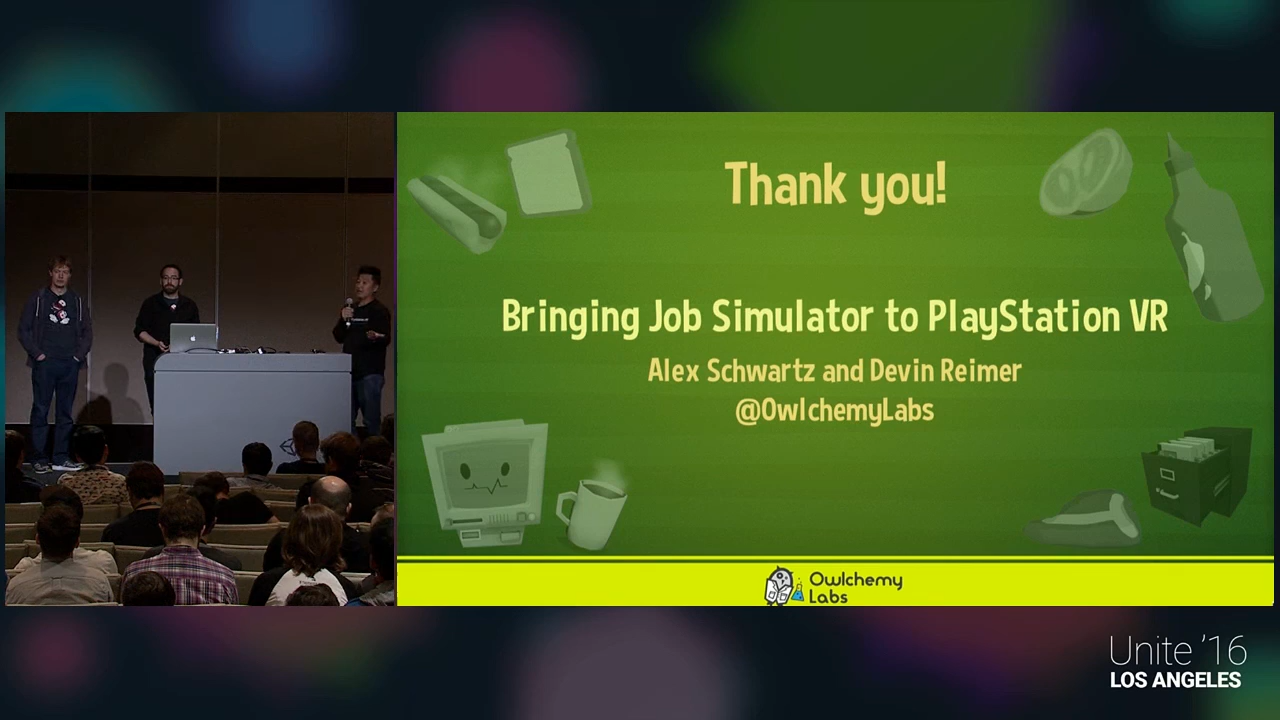 Thank you!
Bringing Job Simulator to PlayStation VR
Alex Schwartz and Devin Reimer
@OwlchemyLabs
Owlchemy
Labs
Unite '16
LOS ANGELES